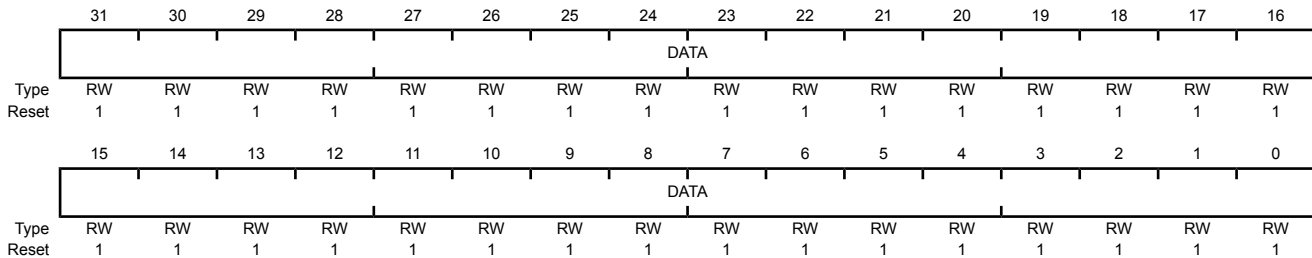 31 30 29 28 27 26 25 24 23 22 21 20 19 18 17 16
DATA
Type RW RW RW RW RW RW RW RW RW RW RW RW RW RW RW RW
Reset 1 1 1 1 1 1 1 1 1 1 1 1 1 1 1 1
15 14 13 12 11 10 9 8 7 6 5 4 3 2 1 0
DATA
Type RW RW RW RW RW RW RW RW RW RW RW RW RW RW RW RW
Reset 1 1 1 1 1 1 1 1 1 1 1 1 1 1 1 1